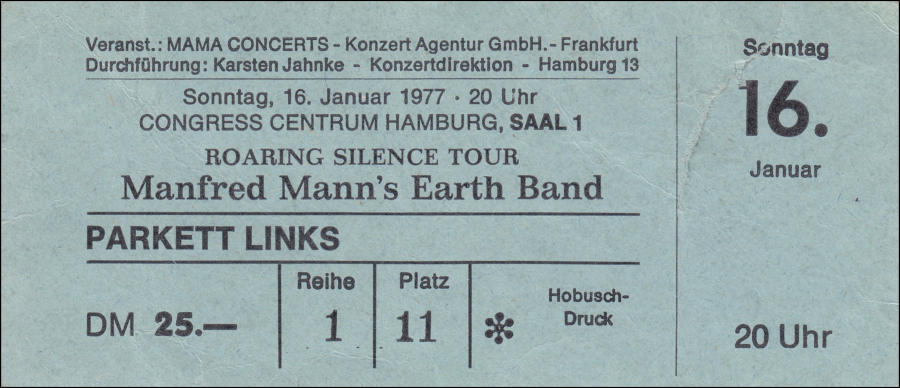 Veranst.: MAMA CONCERTS - Konzert Agentur GmbH.- Frankfurt
Durchführung: Karsten Jahnke - Konzertdirektion - Hamburg 13
Sonntag, 16. Januar 1977 · 20 Uhr
CONGRESS CENTRUM HAMBURG, SAAL 1
ROARING SILENCE TOUR
Manfred Mann's Earth Band
PARKETT LINKS
DM 25.—
Reihe
1
Platz
11
✻
Hobusch-
Druck
Sonntag
16.
Januar
20 Uhr